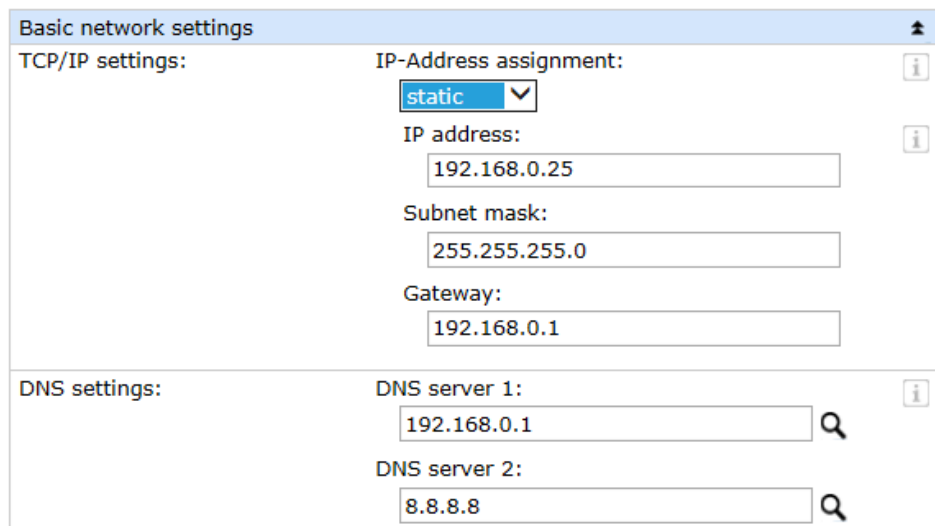 Basic network settings
TCP/IP settings:
IP-Address assignment:
static
IP address:
192.168.0.25
Subnet mask:
255.255.255.0
Gateway:
192.168.0.1
DNS settings:
DNS server 1:
192.168.0.1
DNS server 2:
8.8.8.8